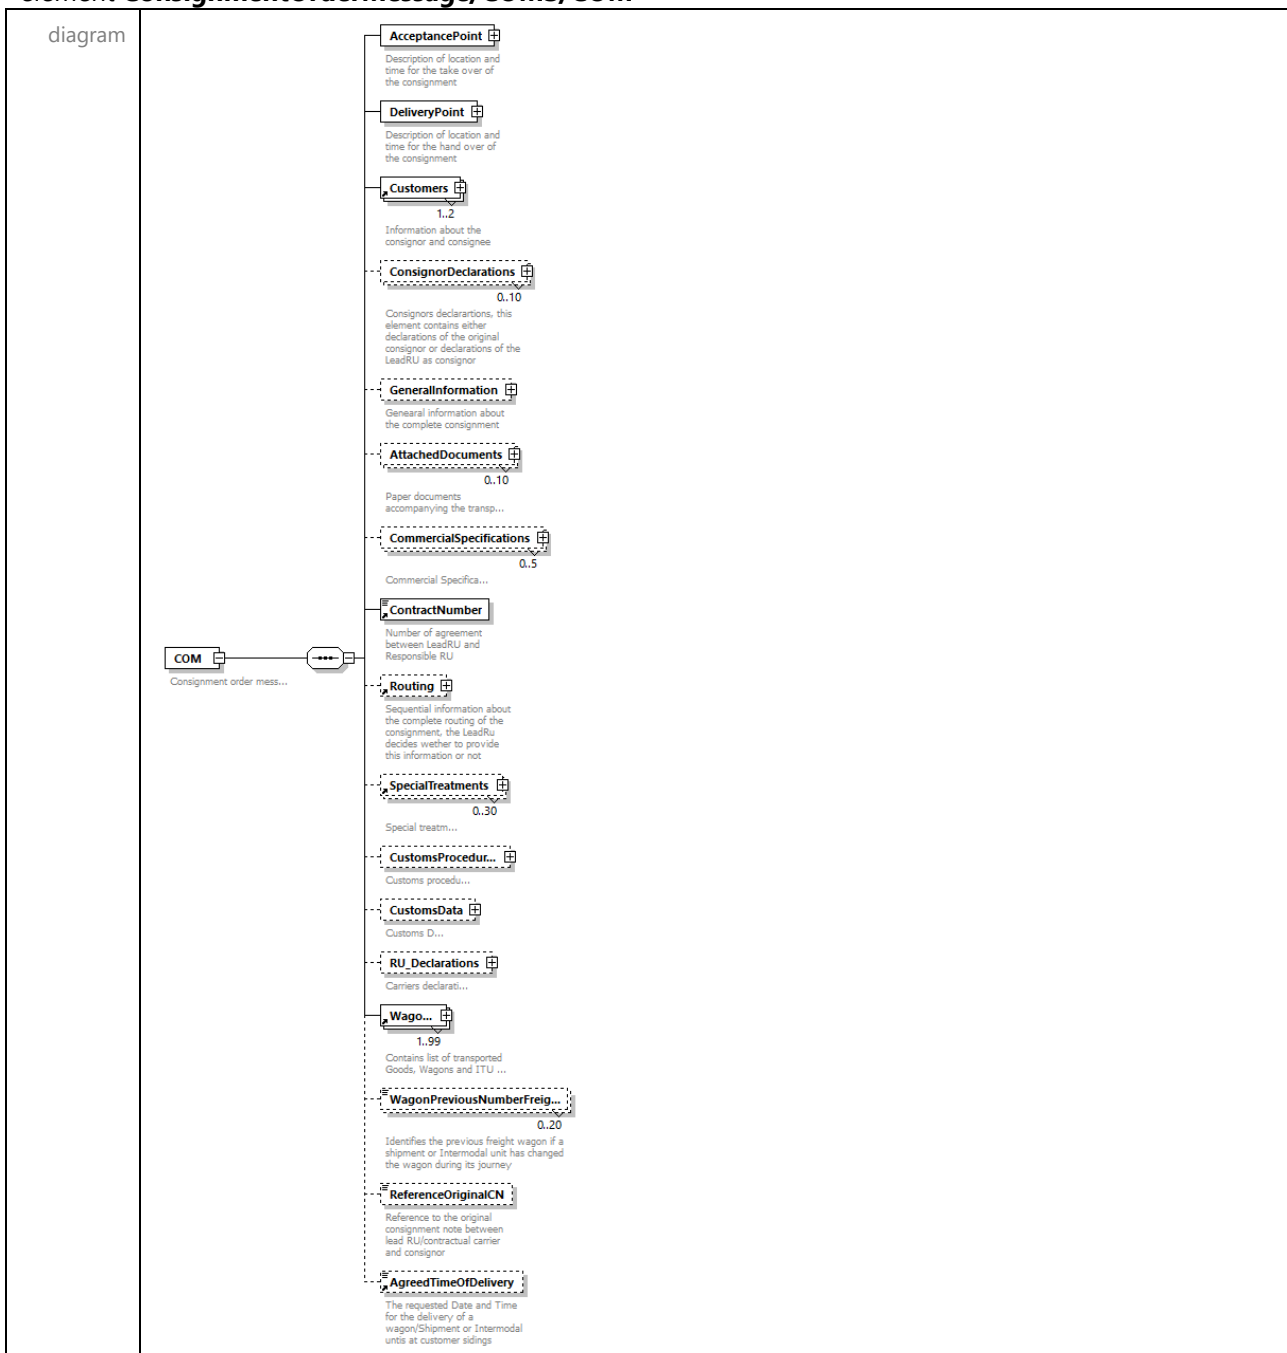 element ConsignmentOrderMessage/COMs/COM
diagram
AcceptancePoint
Description of location and
time for the take over of
the consignment
DeliveryPoint
Description of location and
time for the hand over of
the consignment
Customers
1..2
Information about the
consignor and consignee
ConsignorDeclarations
0..10
Consignors declarartions, this
element contains either
declarations of the original
consignor or declarations of the
LeadRU as consignor
GeneralInformation
Genearal information about
the complete consignment
AttachedDocuments
0..10
Paper documents
accompanying the transp...
CommercialSpecifications
0..5
Commercial Specifica...
ContractNumber
Number of agreement
between LeadRU and
Responsible RU
COM
Consignment order mess...
Routing
Sequential information about
the complete routing of the
consignment, the LeadRu
decides wether to provide
this information or not
SpecialTreatments
0..30
Special treatm...
CustomsProcedur...
Customs procedu...
CustomsData
Customs D...
RU_Declarations
Carriers declarati...
Wago...
1..99
Contains list of transported
Goods, Wagons and ITU ...
WagonPreviousNumberFreig...
0..20
Identifies the previous freight wagon if a
shipment or Intermodal unit has changed
the wagon during its journey
ReferenceOriginalCN
Reference to the original
consignment note between
lead RU/contractual carrier
and consignor
AgreedTimeOfDelivery
The requested Date and Time
for the delivery of a
wagon/Shipment or Intermodal
untis at customer sidings